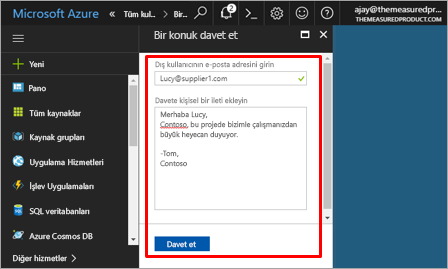 Microsoft Azure
Tüm kul...
Bir...
2
ajay@themeasuredpr...
THEMEASUREDPRODUCT.COM
Bir konuk davet et
Yeni
Pano
Tüm kaynaklar
Kaynak grupları
Uygulama Hizmetleri
İşlev Uygulamaları
SQL veritabanları
Azure Cosmos DB
Diğer hizmetler
Dış kullanıcının e-posta adresini girin
Lucy@supplier1.com
Davete kişisel bir ileti ekleyin
Merhaba Lucy,
Contoso, bu projede bizimle çalışmanızdan
büyük heyecan duyuyor.
-Tom,
Contoso
Davet et